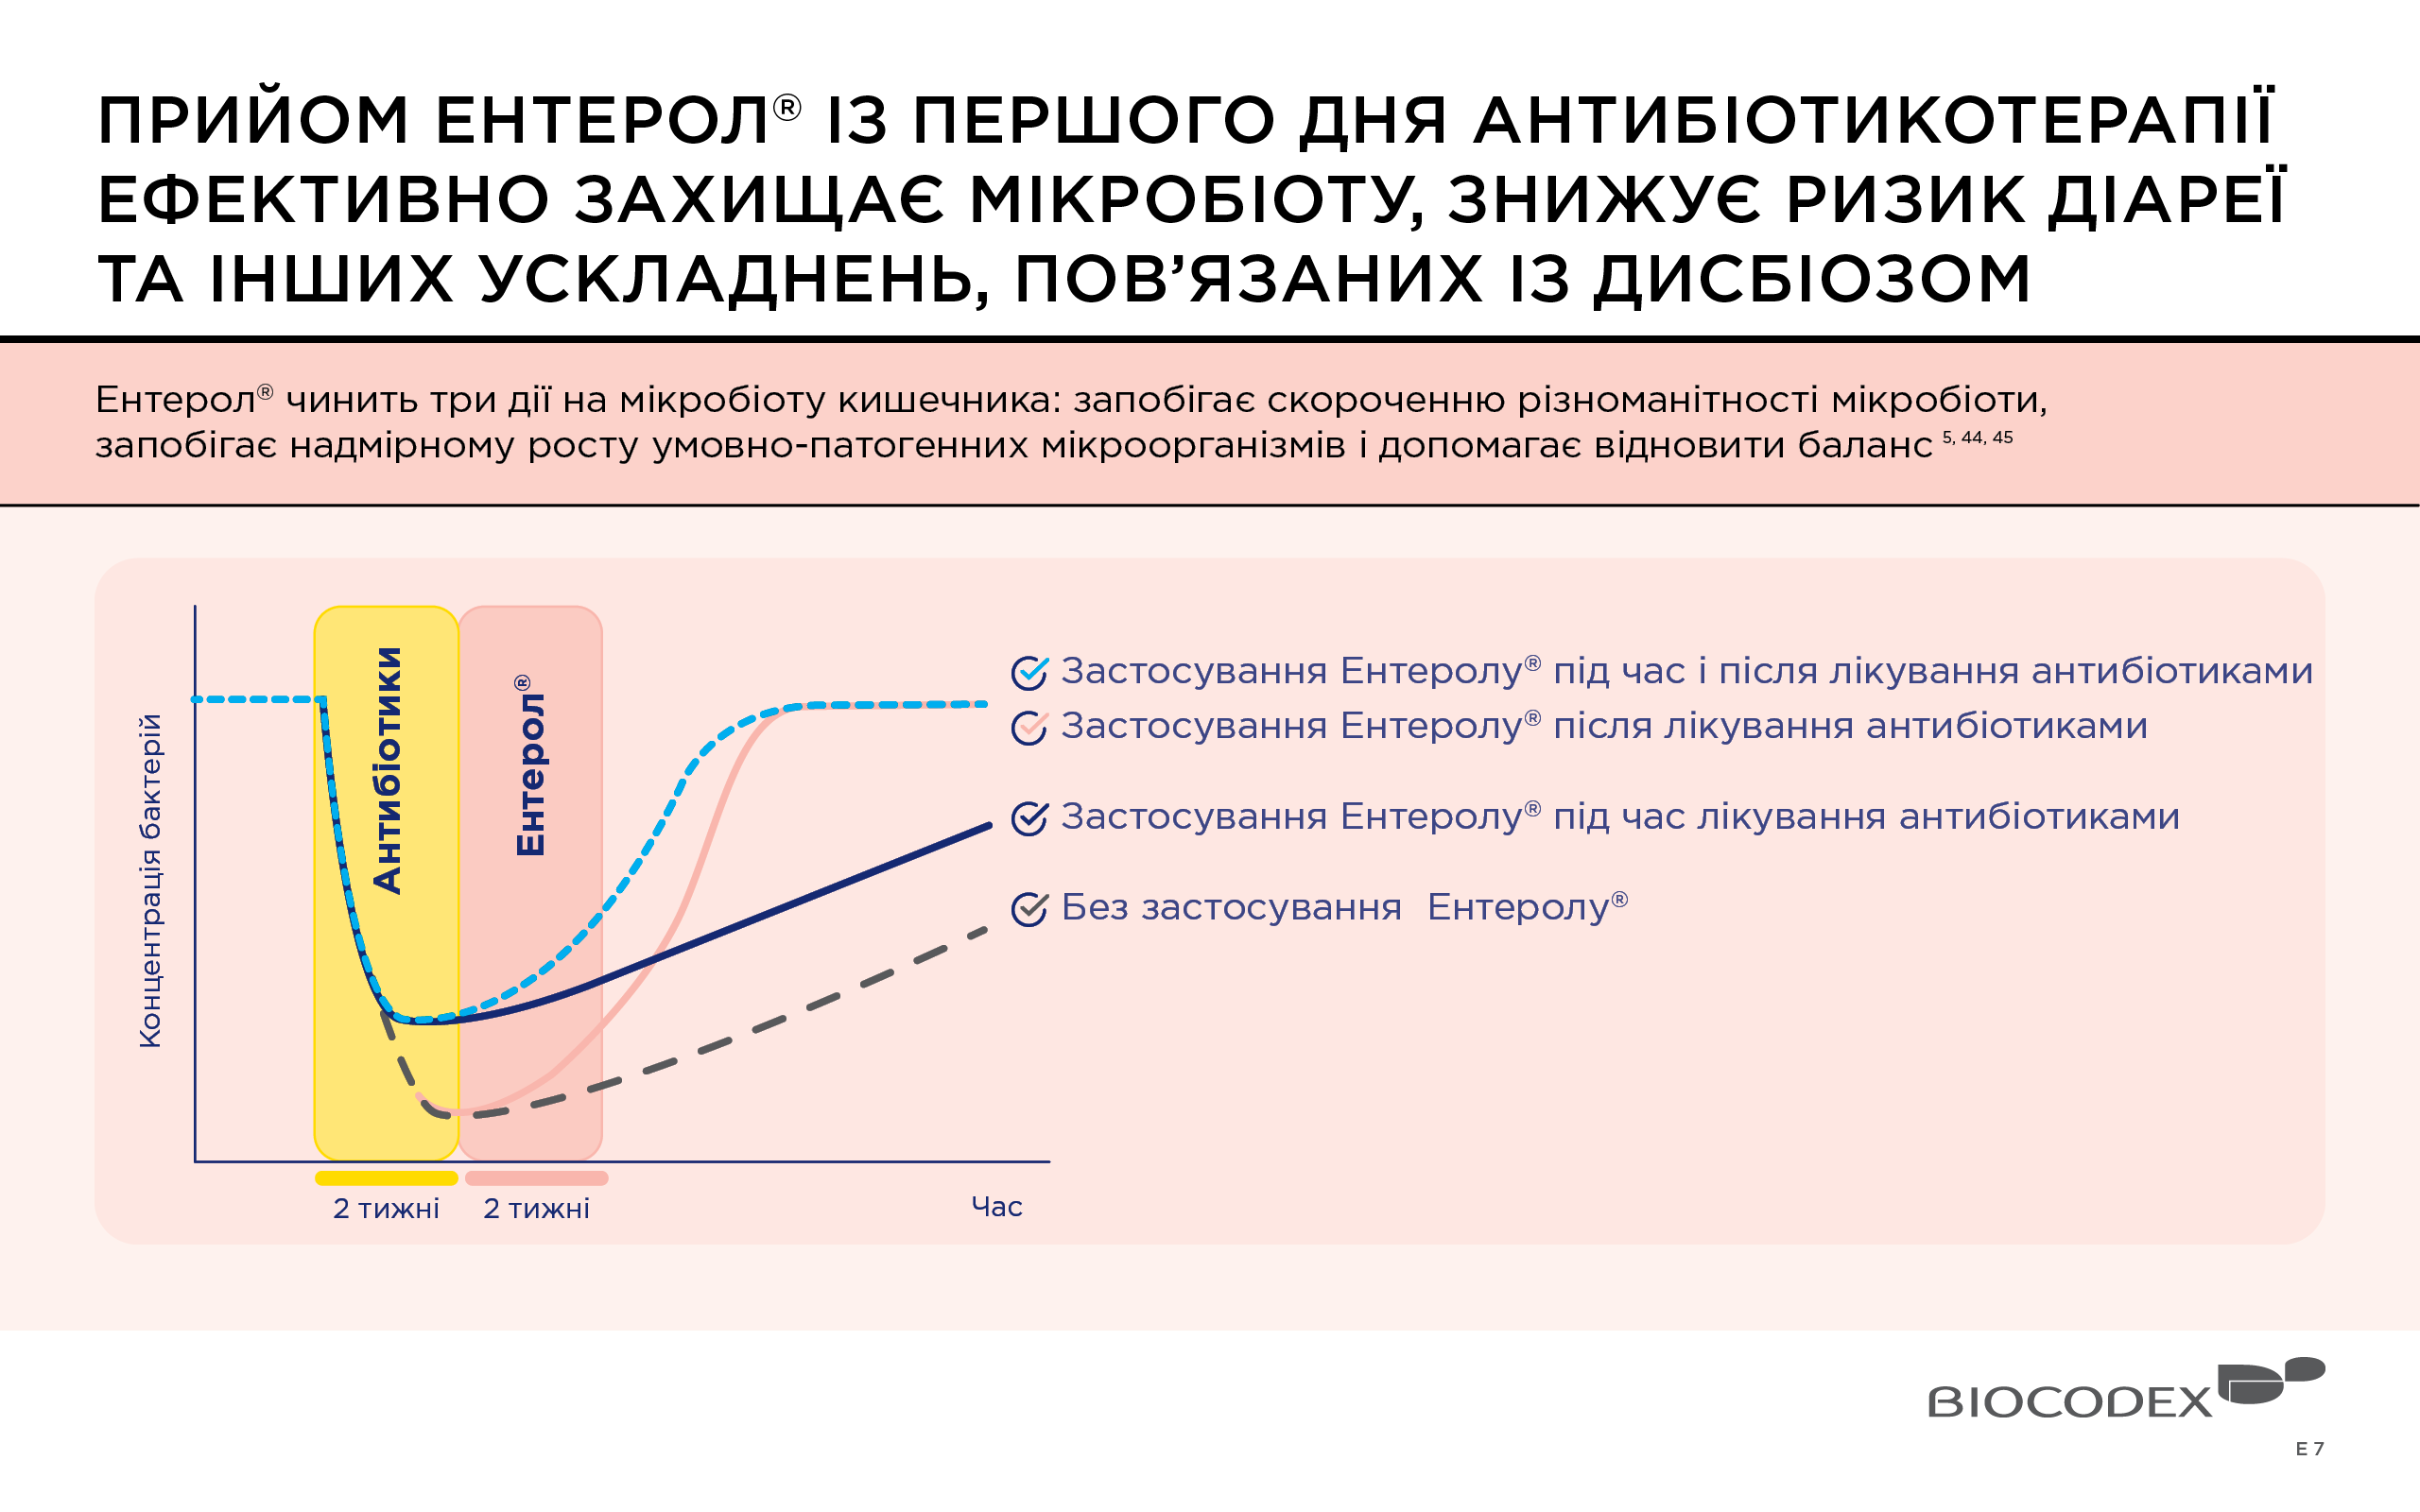 ПРИЙОМ ЕНТЕРОЛ® ІЗ ПЕРШОГО ДНЯ АНТИБІОТИКОТЕРАПІЇ
ЕФЕКТИВНО ЗАХИЩАЄ МІКРОБІОТУ, ЗНИЖУЄ РИЗИК ДІАРЕЇ
ТА ІНШИХ УСКЛАДНЕНЬ, ПОВ’ЯЗАНИХ ІЗ ДИСБІОЗОМ
Ентерол® чинить три дії на мікробіоту кишечника: запобігає скороченню різноманітності мікробіоти,
запобігає надмірному росту умовно-патогенних мікроорганізмів і допомагає відновити баланс 5, 44, 45
Концентрація бактерій
Антибіотики
Ентерол®
Застосування Ентеролу® під час і після лікування антибіотиками
Застосування Ентеролу® після лікування антибіотиками
Застосування Ентеролу® під час лікування антибіотиками
Без застосування Ентеролу®
2 тижні
2 тижні
Час
BIOCODEX
E 7